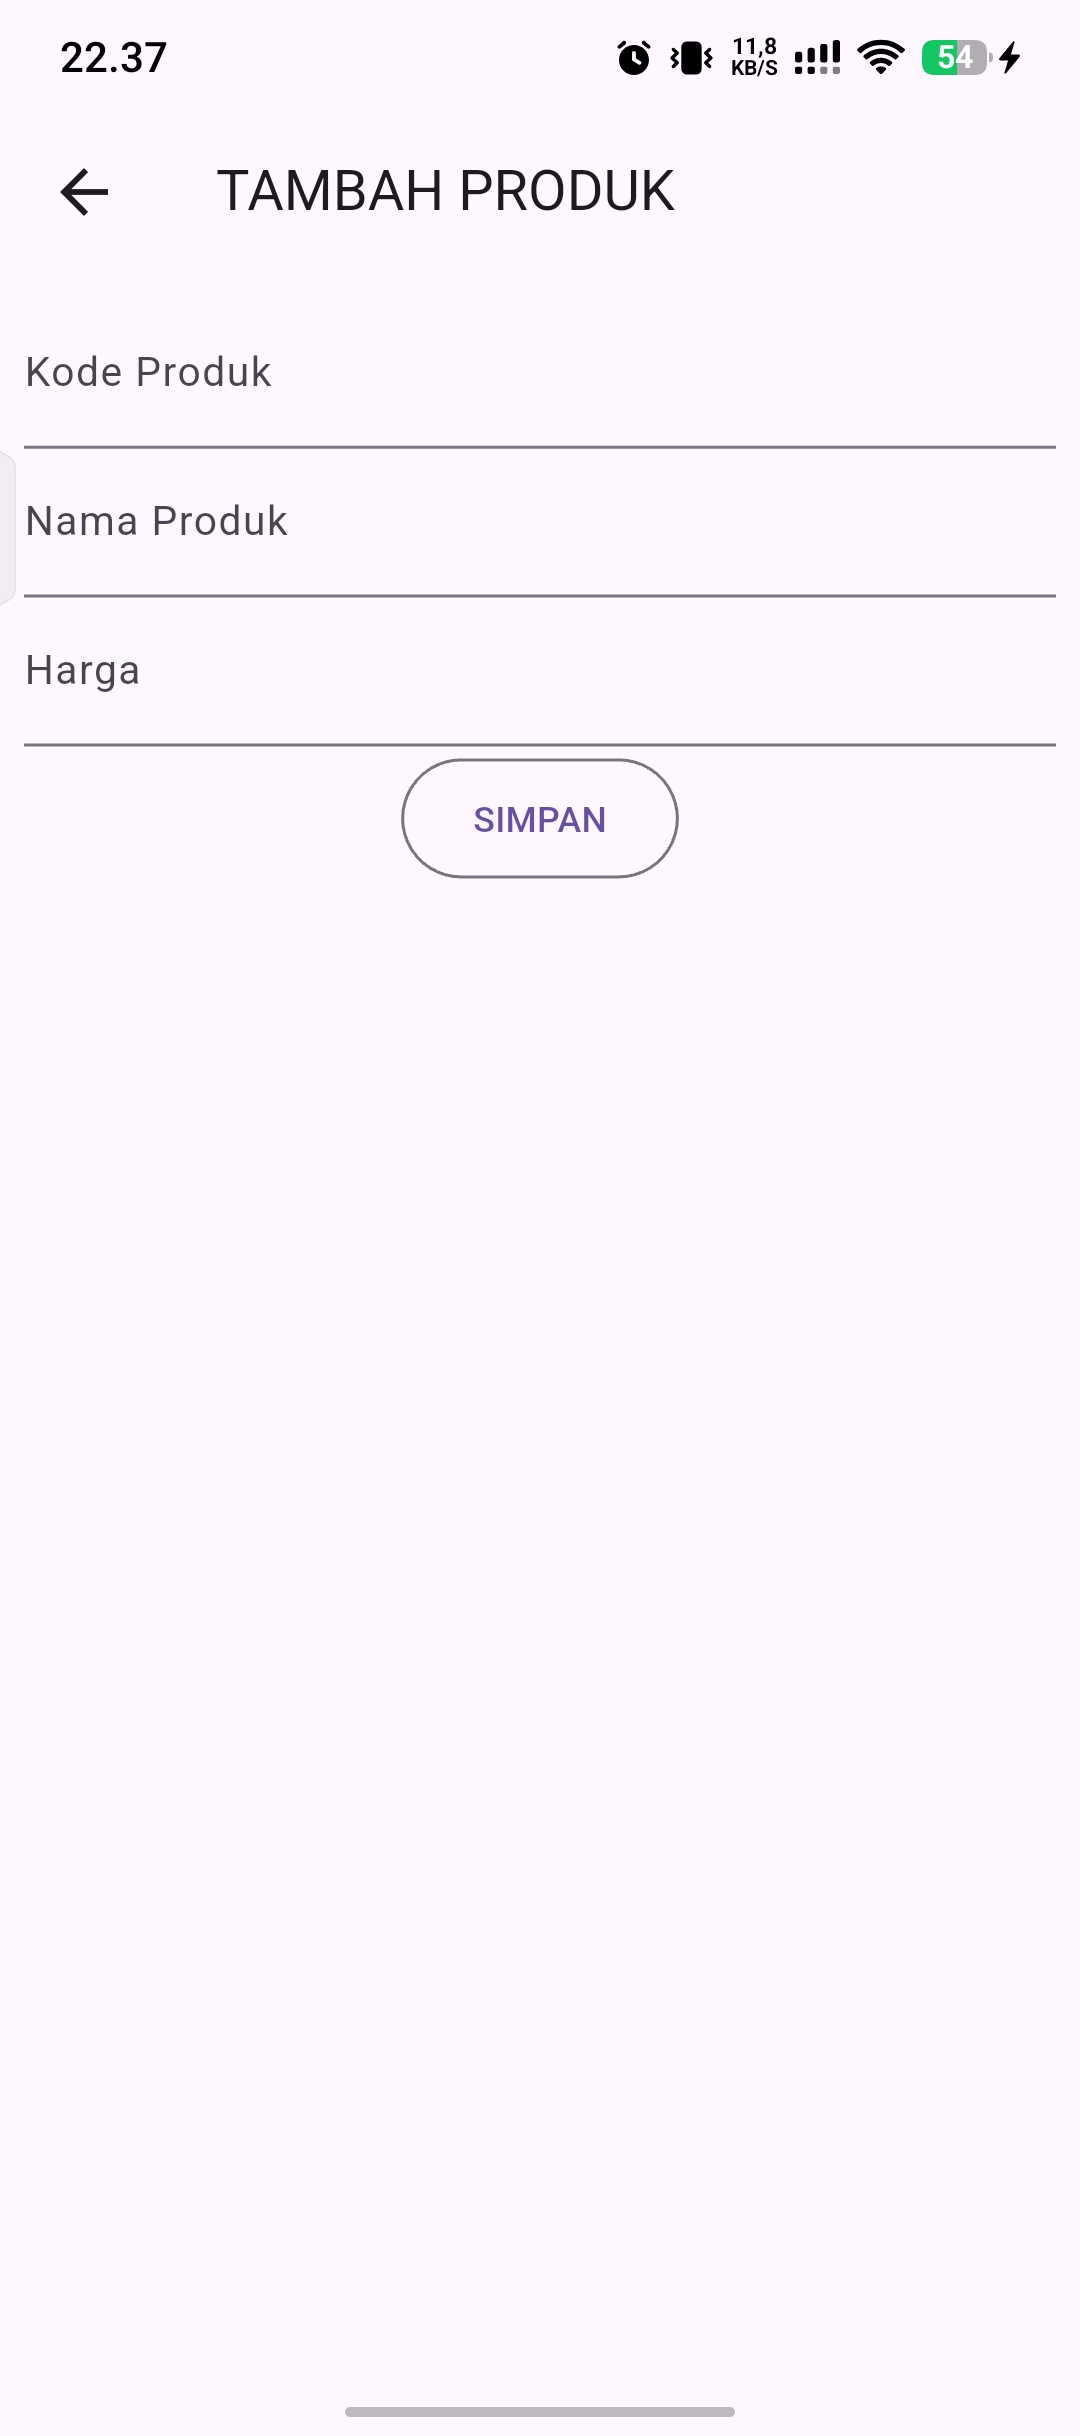 22.37
11,8
KB/S
54
TAMBAH PRODUK
Kode Produk
Nama Produk
Harga
SIMPAN